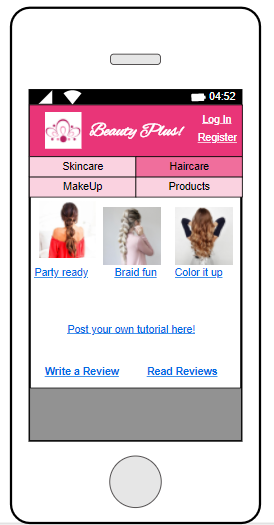 04:52
Log In
Beauty Plus!
Register
Skincare Haircare
MakeUp Products
Party ready Braid fun Color it up
Post your own tutorial here!
Write a Review Read Reviews